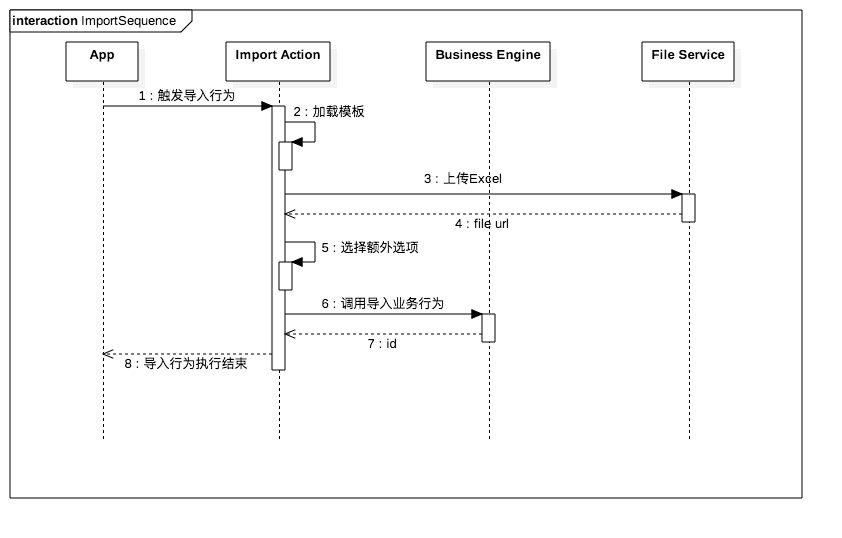 interaction ImportSequence
App
Import Action
Business Engine
File Service
1 : 触发导入行为
2 : 加载模板
3 : 上传Excel
4 : file url
5 : 选择额外选项
6 : 调用导入业务行为
7 : id
8 : 导入行为执行结束